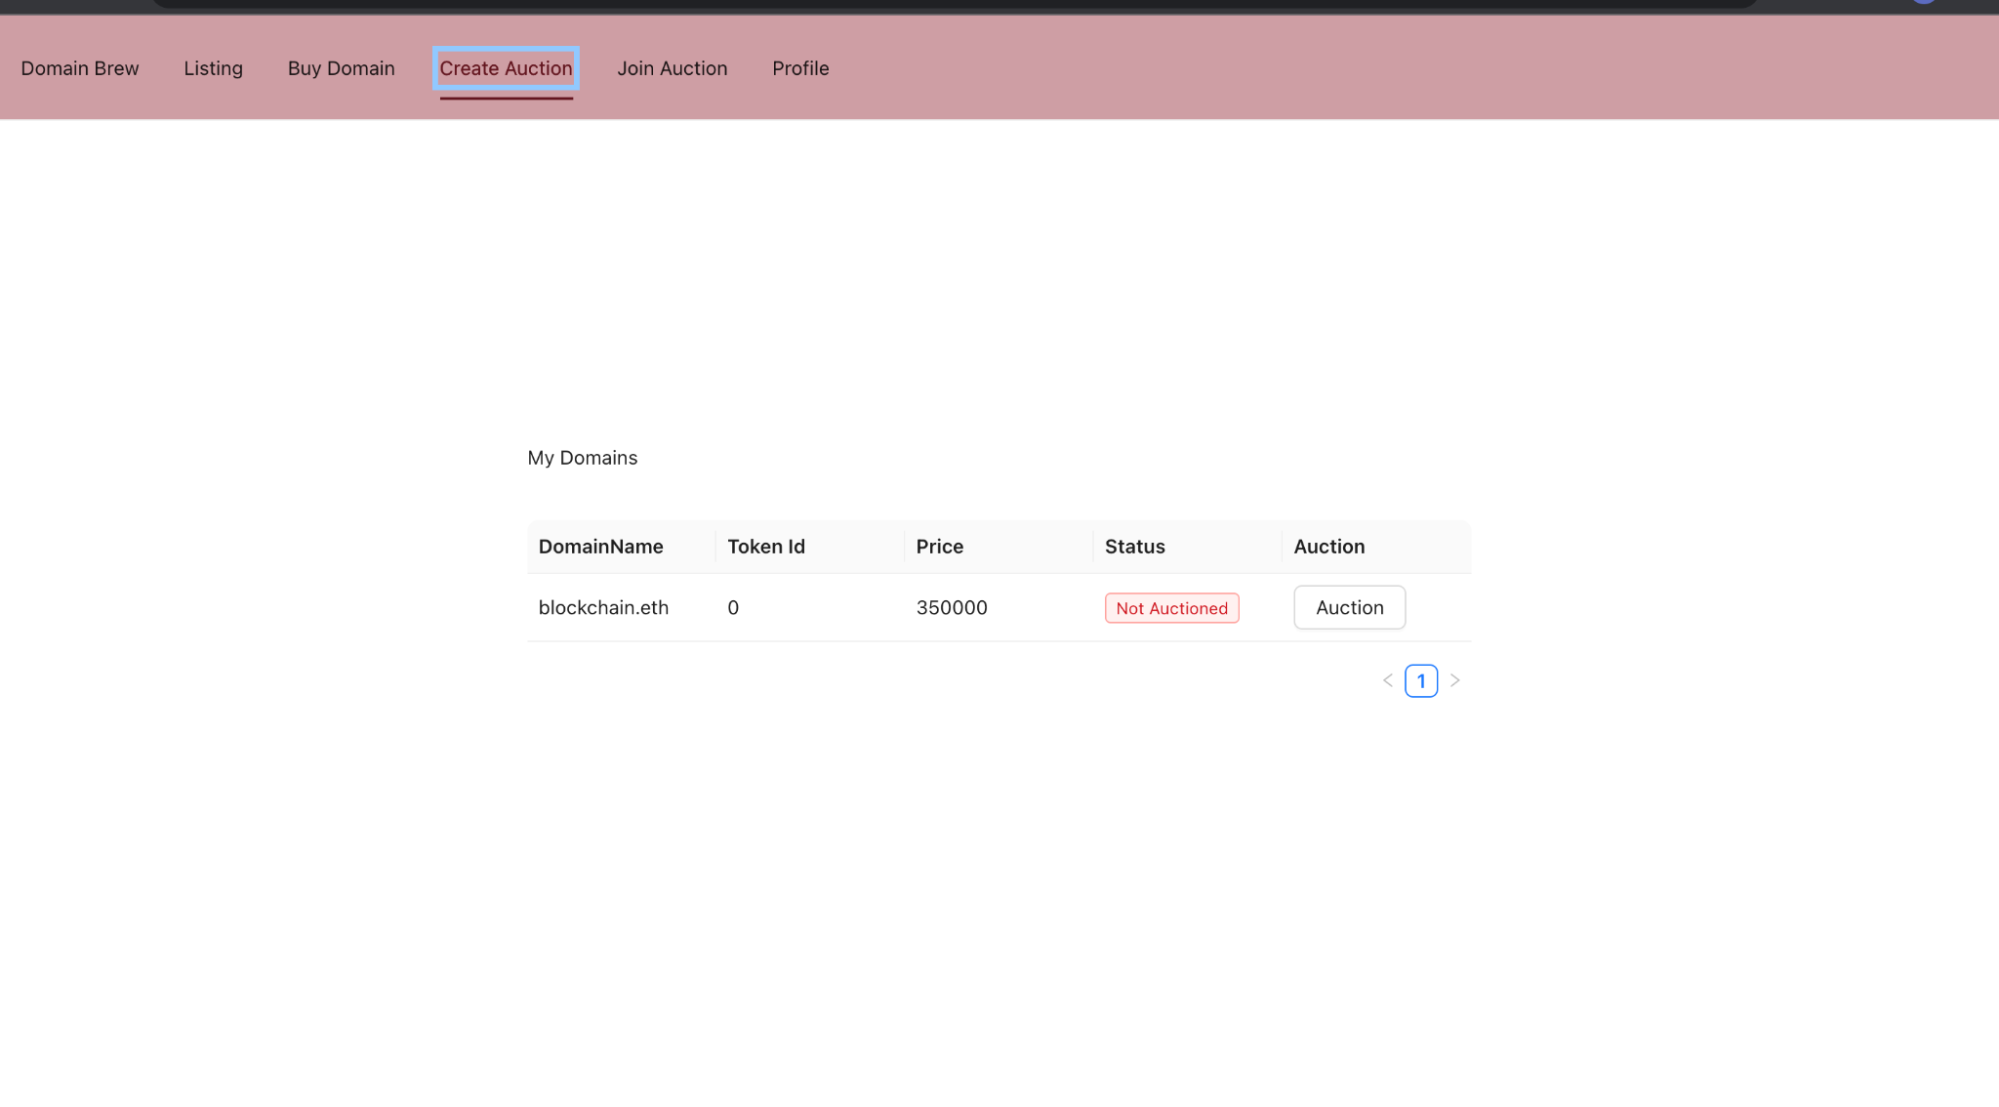 Domain Brew Listing Buy Domain Create Auction Join Auction Profile
My Domains
DomainName Token Id Price Status Auction
blockchain.eth 0 350000 Not Auctioned Auction
< 1 >